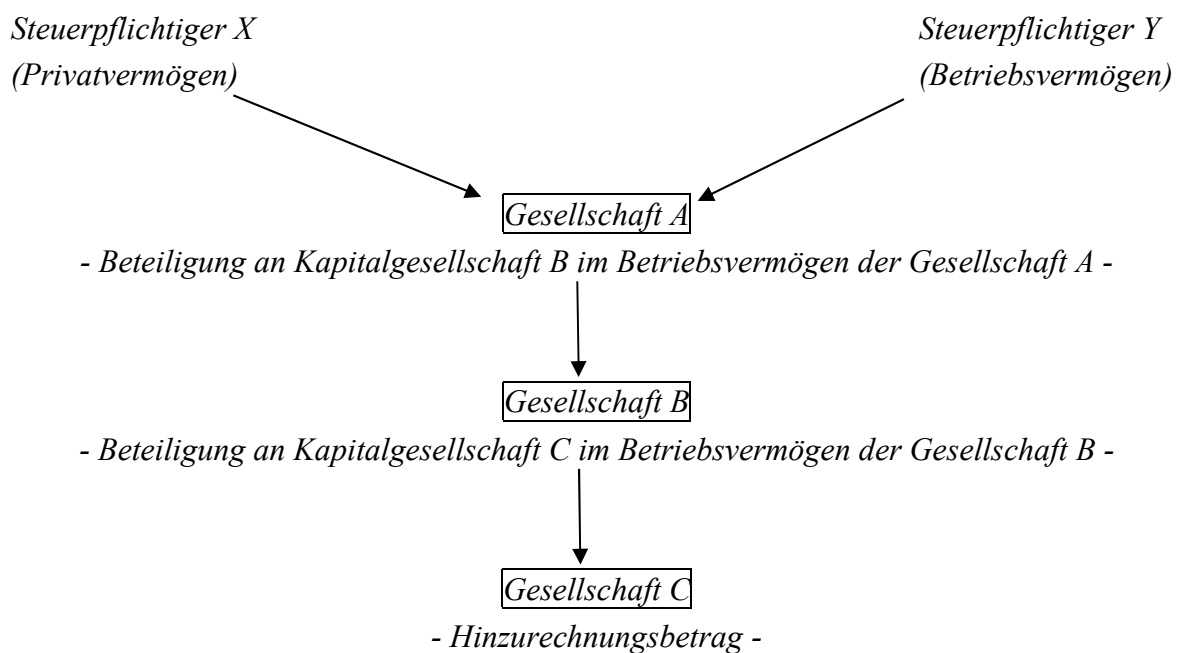 Steuerpflichtiger X
(Privatvermögen)
Steuerpflichtiger Y
(Betriebsvermögen)
Gesellschaft A
- Beteiligung an Kapitalgesellschaft B im Betriebsvermögen der Gesellschaft A -
Gesellschaft B
- Beteiligung an Kapitalgesellschaft C im Betriebsvermögen der Gesellschaft B -
Gesellschaft C
- Hinzurechnungsbetrag -